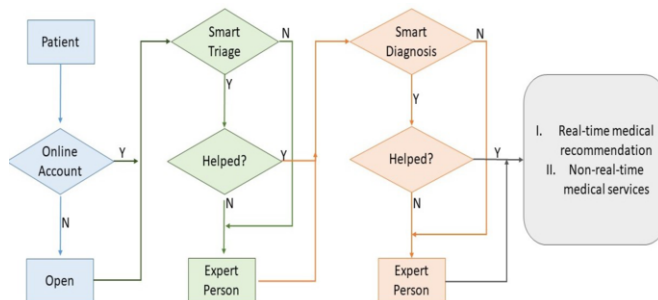 Patient
Online
Account
Y
N
Open
Smart
Triage
N
Y
Helped?
Y
N
Expert
Person
Smart
Diagnosis
N
Y
Helped?
Y
N
Expert
Person
I. Real-time medical
recommendation
II. Non-real-time
medical services